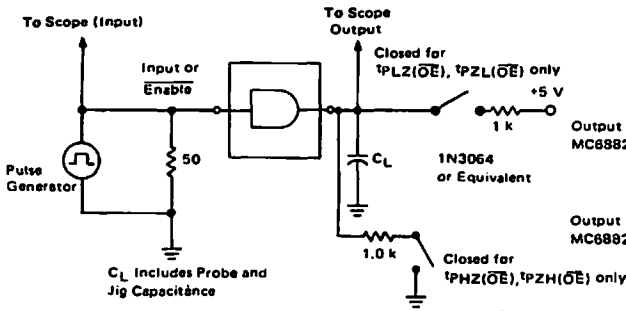 To Scope (Input)
To Scope
Output
Closed for
tPLZ(OE), tPZL(OE) only
Input or
Enable
+5 V
1 k
Output
MC6882
Pulse
Generator
50
CL
1N3064
or Equivalent
Output
MC6882
1.0 k
CL Includes Probe and
Jig Capacitance
Closed for
tPHZ(OE), tPZH(OE) only